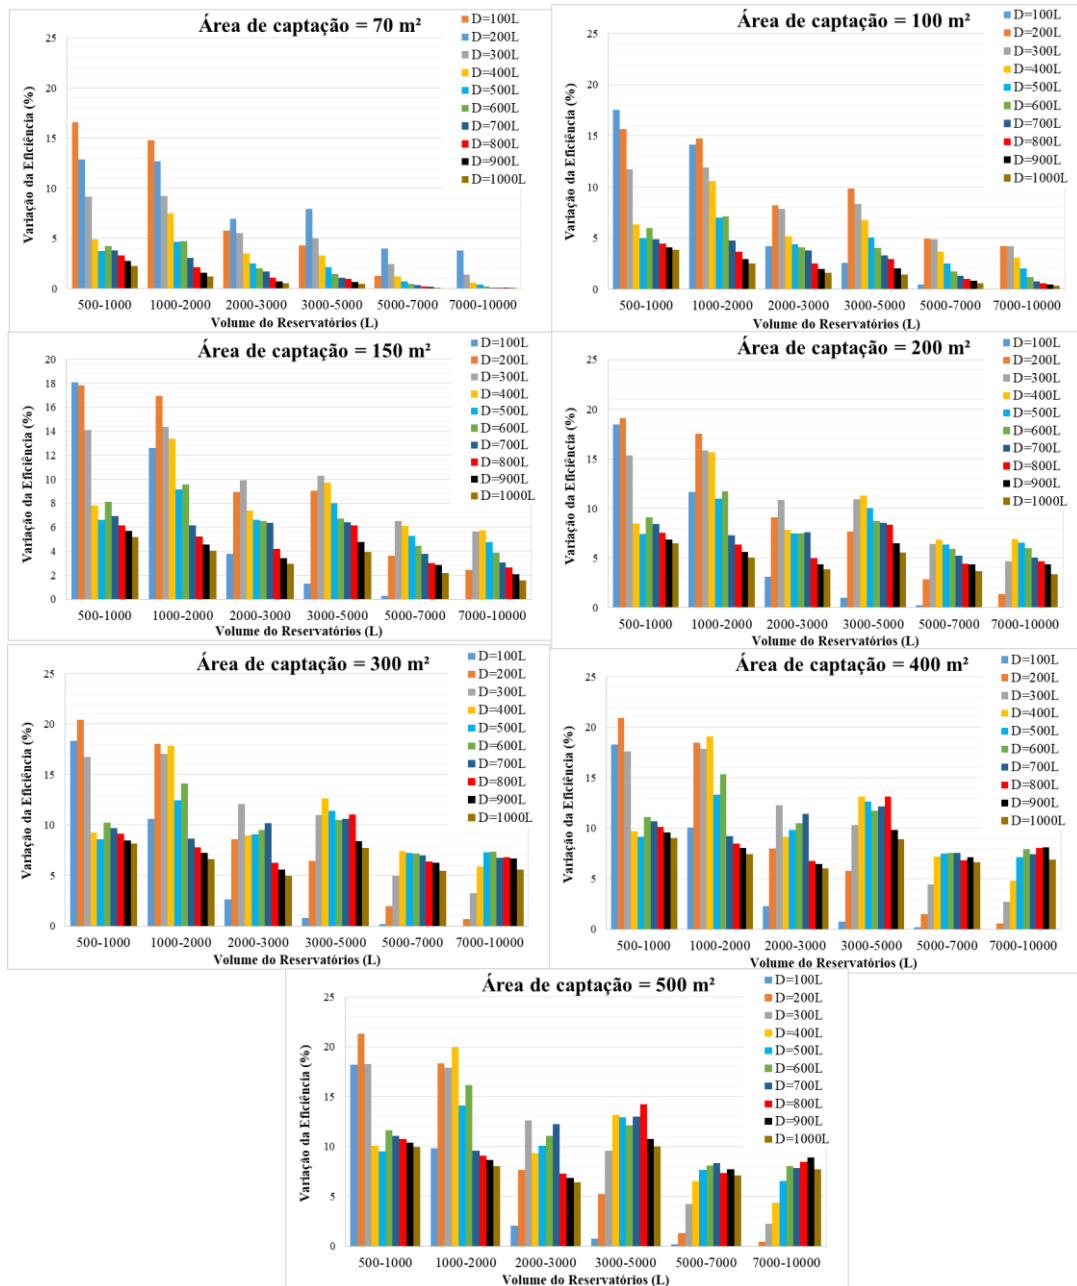 Área de captação = 70 m²
Variação da Eficiência (%)
25
20
15
10
5
0
D=100L
D=200L
D=300L
D=400L
D=500L
D=600L
D=700L
D=800L
D=900L
D=1000L
500-1000 1000-2000 2000-3000 3000-5000 5000-7000 7000-10000
Volume do Reservatórios (L)
Área de captação = 100 m²
Variação da Eficiência (%)
25
20
15
10
5
0
D=100L
D=200L
D=300L
D=400L
D=500L
D=600L
D=700L
D=800L
D=900L
D=1000L
500-1000 1000-2000 2000-3000 3000-5000 5000-7000 7000-10000
Volume do Reservatórios (L)
Área de captação = 150 m²
Variação da Eficiência (%)
20
18
16
14
12
10
8
6
4
2
0
D=100L
D=200L
D=300L
D=400L
D=500L
D=600L
D=700L
D=800L
D=900L
D=1000L
500-1000 1000-2000 2000-3000 3000-5000 5000-7000 7000-10000
Volume do Reservatórios (L)
Área de captação = 200 m²
Variação da Eficiência (%)
25
20
15
10
5
0
D=100L
D=200L
D=300L
D=400L
D=500L
D=600L
D=700L
D=800L
D=900L
D=1000L
500-1000 1000-2000 2000-3000 3000-5000 5000-7000 7000-10000
Volume do Reservatórios (L)
Área de captação = 300 m²
Variação da Eficiência (%)
25
20
15
10
5
0
D=100L
D=200L
D=300L
D=400L
D=500L
D=600L
D=700L
D=800L
D=900L
D=1000L
500-1000 1000-2000 2000-3000 3000-5000 5000-7000 7000-10000
Volume do Reservatórios (L)
Área de captação = 400 m²
Variação da Eficiência (%)
25
20
15
10
5
0
D=100L
D=200L
D=300L
D=400L
D=500L
D=600L
D=700L
D=800L
D=900L
D=1000L
500-1000 1000-2000 2000-3000 3000-5000 5000-7000 7000-10000
Volume do Reservatórios (L)
Área de captação = 500 m²
Variação da Eficiência (%)
25
20
15
10
5
0
D=100L
D=200L
D=300L
D=400L
D=500L
D=600L
D=700L
D=800L
D=900L
D=1000L
500-1000 1000-2000 2000-3000 3000-5000 5000-7000 7000-10000
Volume do Reservatórios (L)